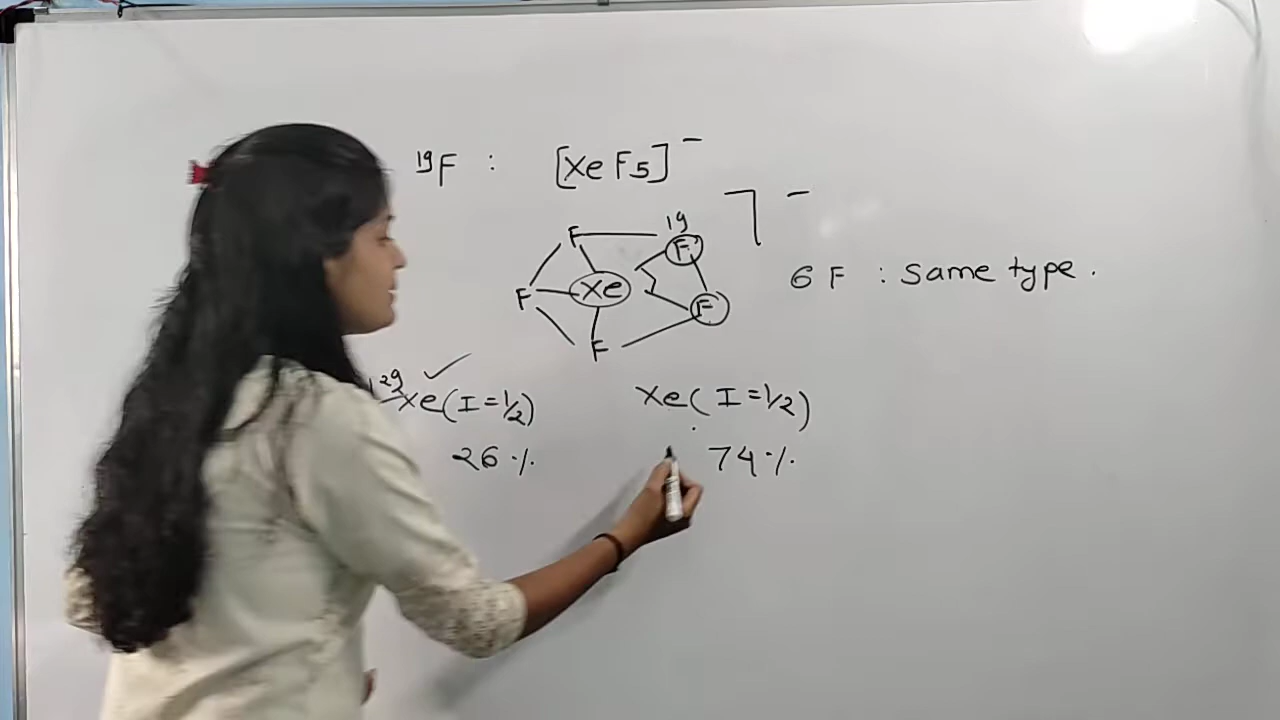 19F : [XeF5]-
F 19 F -
F Xe F 6 F : Same type.
F
129Xe(I=1/2) Xe(I=1/2)
26% 74%